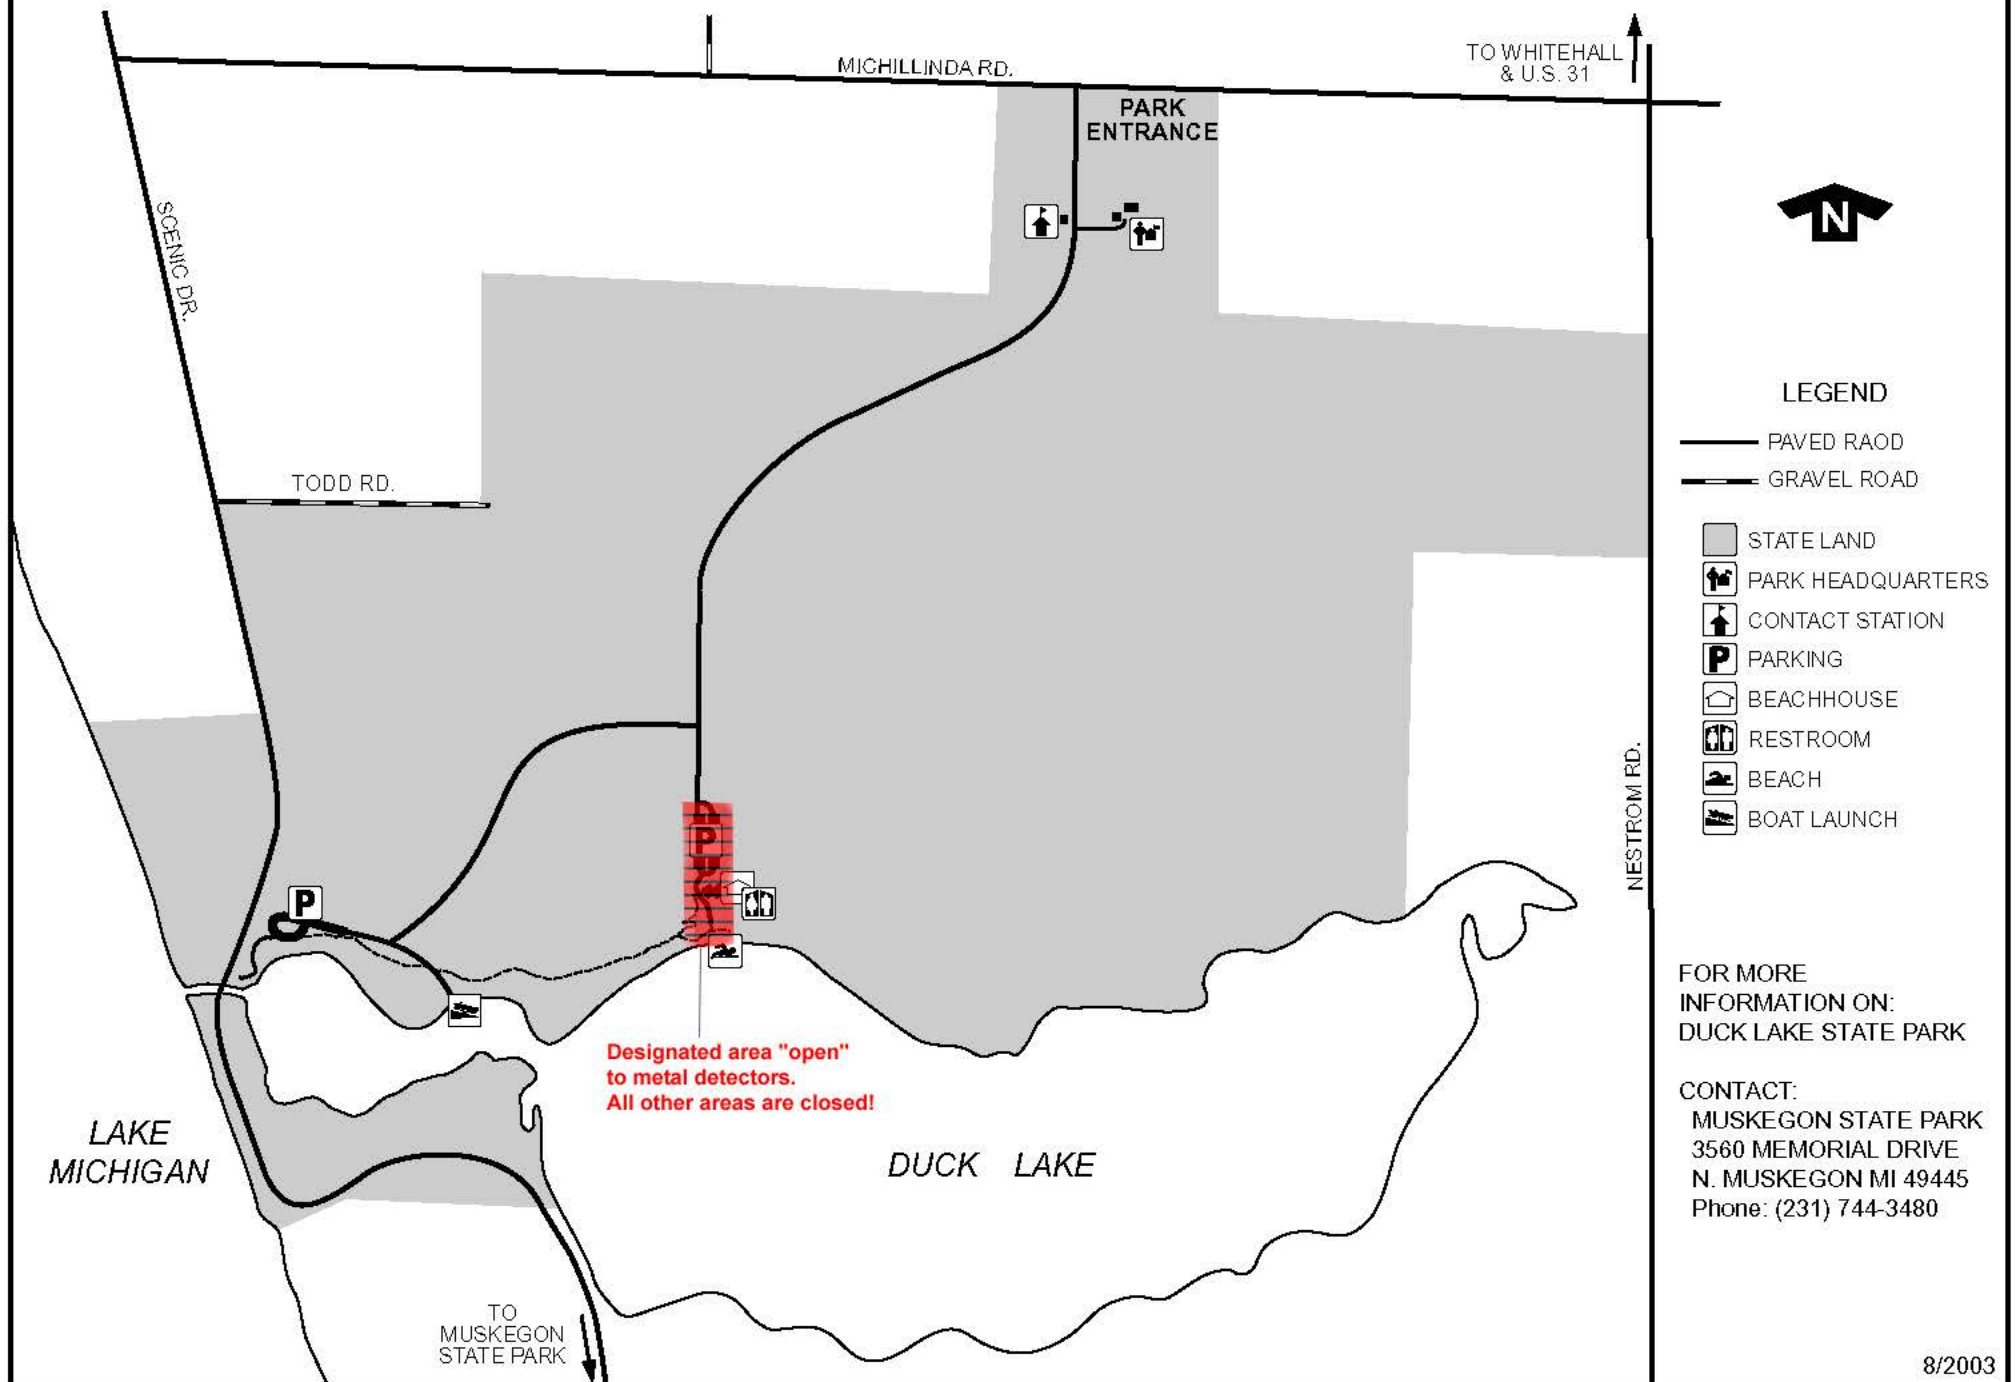 MICHILLINDA RD.
TO WHITEHALL
& U.S. 31
PARK
ENTRANCE
SCENIC DR.
N
TODD RD.
LEGEND
PAVED RAOD
GRAVEL ROAD
STATE LAND
PARK HEADQUARTERS
CONTACT STATION
P PARKING
BEACHHOUSE
RESTROOM
BEACH
BOAT LAUNCH
NESTROM RD.
P
P
Designated area "open"
to metal detectors.
All other areas are closed!
LAKE
MICHIGAN
DUCK LAKE
TO
MUSKEGON
STATE PARK
FOR MORE
INFORMATION ON:
DUCK LAKE STATE PARK
CONTACT:
MUSKEGON STATE PARK
3560 MEMORIAL DRIVE
N. MUSKEGON MI 49445
Phone: (231) 744-3480
8/2003